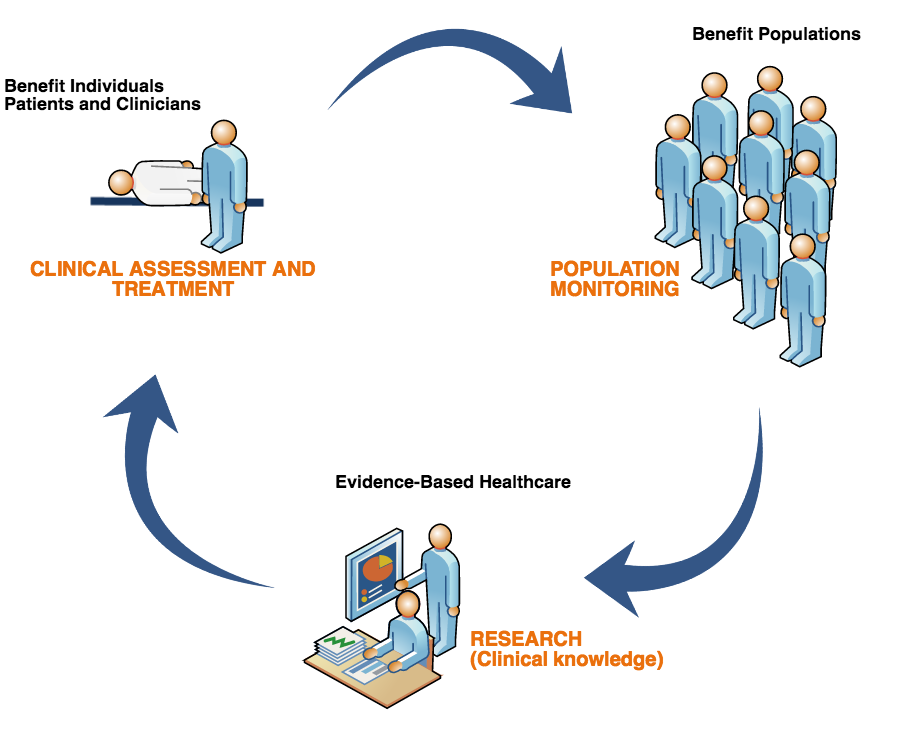 Benefit Populations
Benefit Individuals
Patients and Clinicians
CLINICAL ASSESSMENT AND
TREATMENT
POPULATION
MONITORING
Evidence-Based Healthcare
RESEARCH
(Clinical knowledge)